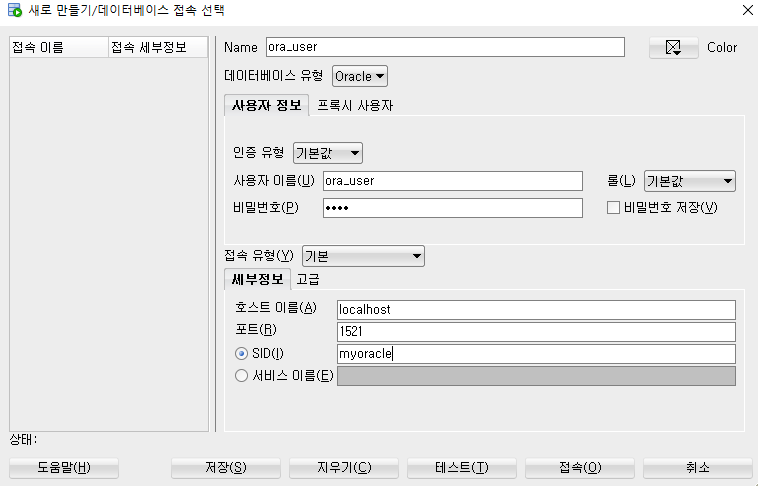 새로 만들기/데이터베이스 접속 선택
접속 이름 접속 세부정보
Name ora_user Color
데이터베이스 유형 Oracle
사용자 정보 프록시 사용자
인증 유형 기본값
사용자 이름(U) ora_user 롤(L) 기본값
비밀번호(P) •••• 비밀번호 저장(V)
접속 유형(Y) 기본
세부정보 고급
호스트 이름(A) localhost
포트(R) 1521
SID(I) myoracle
서비스 이름(E)
상태:
도움말(H) 저장(S) 지우기(C) 테스트(T) 접속(O) 취소